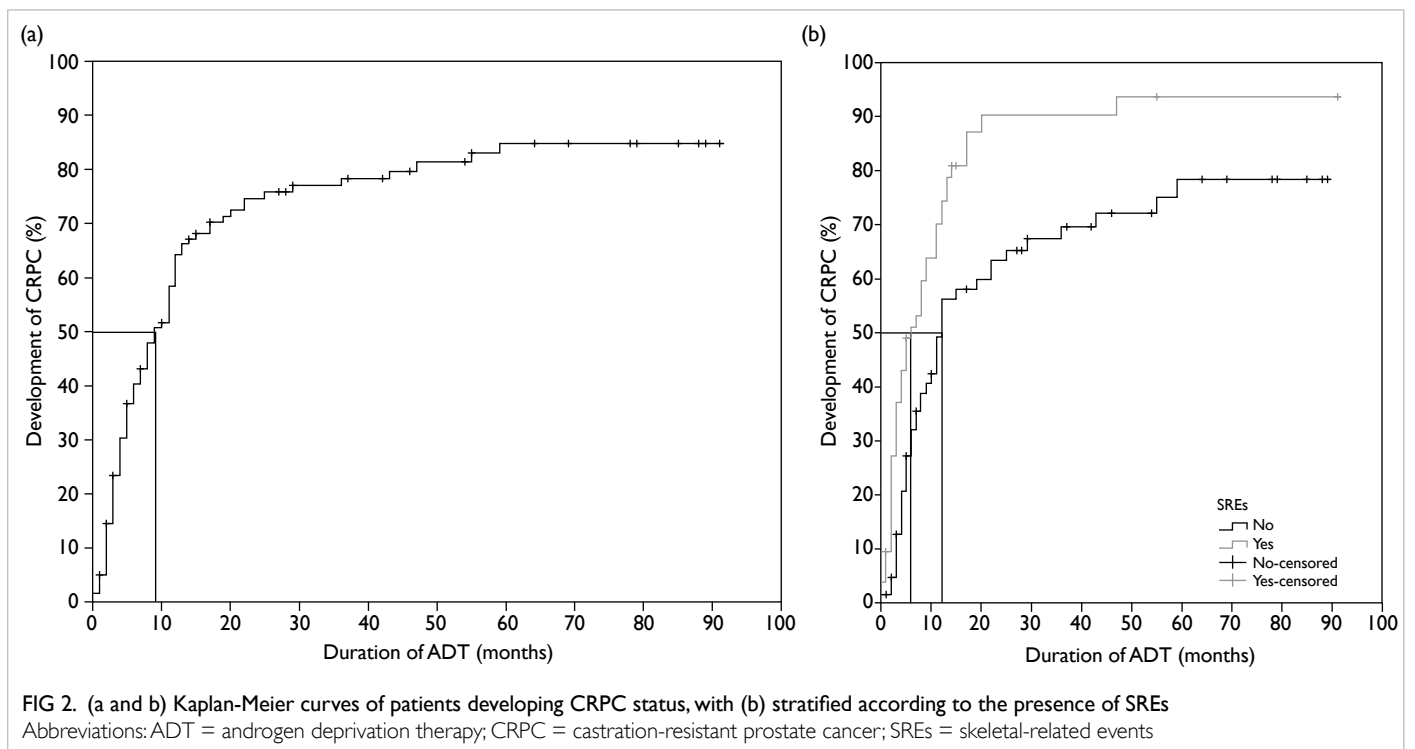 (a)
100
90
80
70
60
50
40
30
20
10
0
Development of CRPC (%)
0 10 20 30 40 50 60 70 80 90 100
Duration of ADT (months)
(b)
100
90
80
70
60
50
40
30
20
10
0
Development of CRPC (%)
SREs
No
Yes
No-censored
Yes-censored
0 10 20 30 40 50 60 70 80 90 100
Duration of ADT (months)
FIG 2. (a and b) Kaplan-Meier curves of patients developing CRPC status, with (b) stratified according to the presence of SREs
Abbreviations: ADT = androgen deprivation therapy; CRPC = castration-resistant prostate cancer; SREs = skeletal-related events